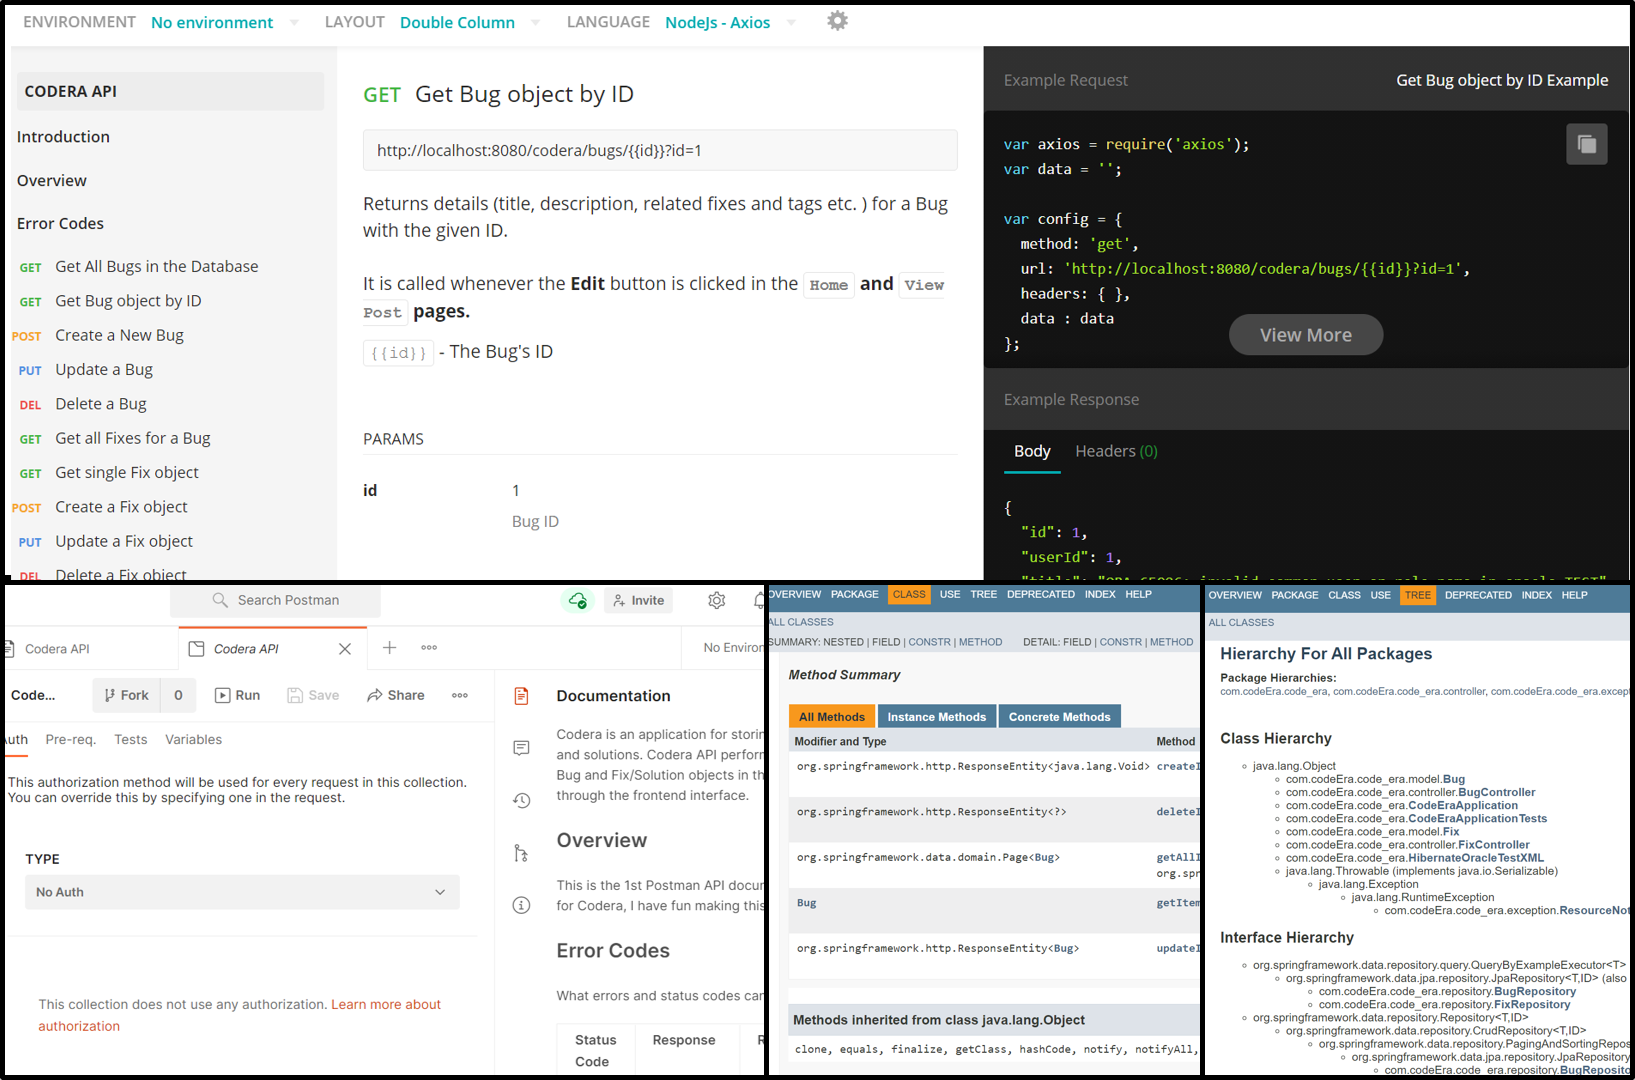 ENVIRONMENT No environment LAYOUT Double Column LANGUAGE NodeJs - Axios
CODERA API
Introduction
Overview
Error Codes
GET Get All Bugs in the Database
GET Get Bug object by ID
POST Create a New Bug
PUT Update a Bug
DEL Delete a Bug
GET Get all Fixes for a Bug
GET Get single Fix object
POST Create a Fix object
PUT Update a Fix object
DEL Delete a Fix object
GET Get Bug object by ID
http://localhost:8080/codera/bugs/{{id}}?id=1
Returns details (title, description, related fixes and tags etc. ) for a Bug
with the given ID.
It is called whenever the Edit button is clicked in the Home and View
Post pages.
{{id}} - The Bug's ID
PARAMS
id 1
Bug ID
Example Request Get Bug object by ID Example
var axios = require('axios');
var data = '';
var config = {
method: 'get',
url: 'http://localhost:8080/codera/bugs/{{id}}?id=1',
headers: { },
data : data
};
View More
Example Response
Body Headers (0)
{
"id": 1,
"userId": 1,
"title": "ORA-65096: invalid common user or role name in oracle TEST"
Search Postman Invite
Codera API Codera API No Environ
Code... Fork 0 Run Save Share
uth Pre-req. Tests Variables
This authorization method will be used for every request in this collection.
You can override this by specifying one in the request.
TYPE
No Auth
This collection does not use any authorization. Learn more about
authorization
Documentation
Codera is an application for storin
and solutions. Codera API perform
Bug and Fix/Solution objects in th
through the frontend interface.
Overview
This is the 1st Postman API docu
for Codera, I have fun making this
Error Codes
What errors and status codes can
Status Response R
Code
OVERVIEW PACKAGE CLASS USE TREE DEPRECATED INDEX HELP
ALL CLASSES
SUMMARY: NESTED | FIELD | CONSTR | METHOD DETAIL: FIELD | CONSTR | METHOD
Method Summary
All Methods Instance Methods Concrete Methods
Modifier and Type Method
org.springframework.http.ResponseEntity<java.lang.Void> createI
org.springframework.http.ResponseEntity<?> deleteI
org.springframework.data.domain.Page<Bug> getAllI
org.spr
Bug getItem
org.springframework.http.ResponseEntity<Bug> updateI
Methods inherited from class java.lang.Object
clone, equals, finalize, getClass, hashCode, notify, notifyAll,
OVERVIEW PACKAGE CLASS USE TREE DEPRECATED INDEX HELP
ALL CLASSES
Hierarchy For All Packages
Package Hierarchies:
com.codeEra.code_era, com.codeEra.code_era.controller, com.codeEra.code_era.except
Class Hierarchy
java.lang.Object
com.codeEra.code_era.model.Bug
com.codeEra.code_era.controller.BugController
com.codeEra.code_era.CodeEraApplication
com.codeEra.code_era.CodeEraApplicationTests
com.codeEra.code_era.model.Fix
com.codeEra.code_era.controller.FixController
com.codeEra.code_era.HibernateOracleTestXML
java.lang.Throwable (implements java.io.Serializable)
java.lang.Exception
java.lang.RuntimeException
com.codeEra.code_era.exception.ResourceNot
Interface Hierarchy
org.springframework.data.repository.query.QueryByExampleExecutor<T>
org.springframework.data.jpa.repository.JpaRepository<T,ID> (also
com.codeEra.code_era.repository.BugRepository
com.codeEra.code_era.repository.FixRepository
org.springframework.data.repository.Repository<T,ID>
org.springframework.data.repository.CrudRepository<T,ID>
org.springframework.data.repository.PagingAndSortingRepos
org.springframework.data.jpa.repository.JpaReposito
com.codeEra.code_era.repository.BugReposito